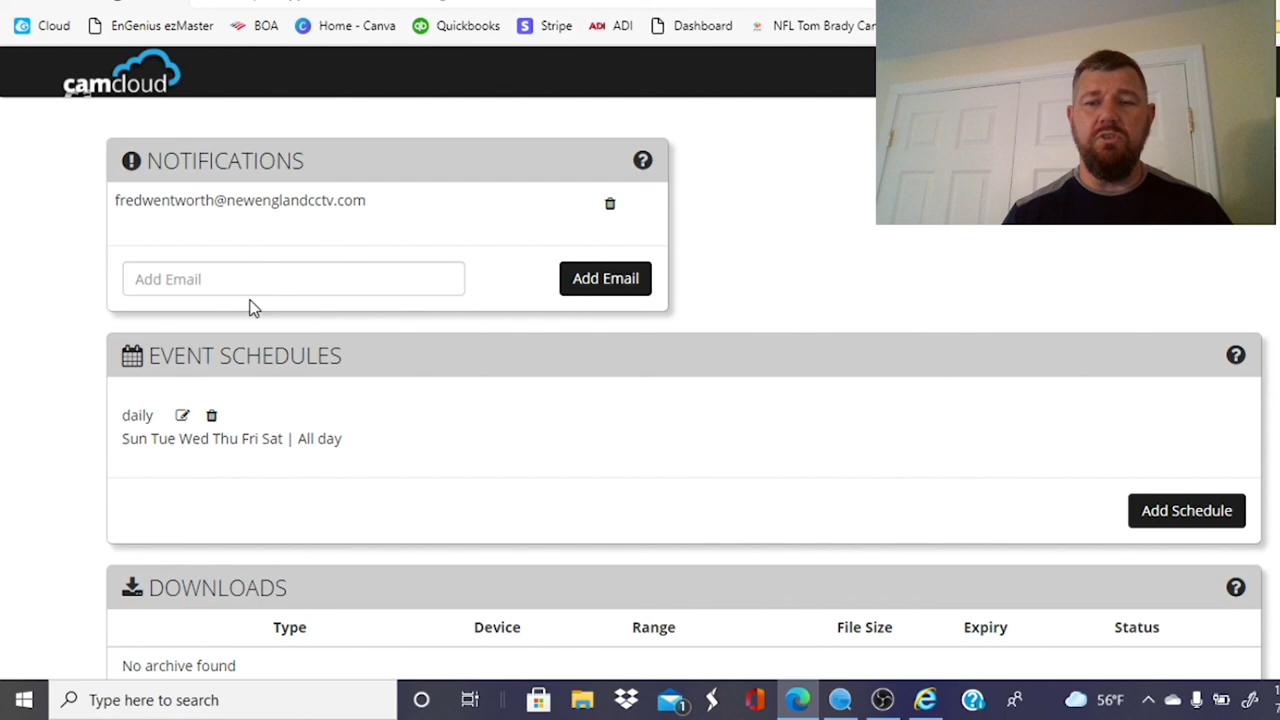 Cloud EnGenius ezMaster BOA Home - Canva Quickbooks Stripe ADI ADI Dashboard NFL Tom Brady Car
camcloud
NOTIFICATIONS
fredwentworth@newenglandcctv.com
Add Email Add Email
EVENT SCHEDULES
daily
Sun Tue Wed Thu Fri Sat | All day
Add Schedule
DOWNLOADS
Type Device Range File Size Expiry Status
No archive found
Type here to search 1 56°F